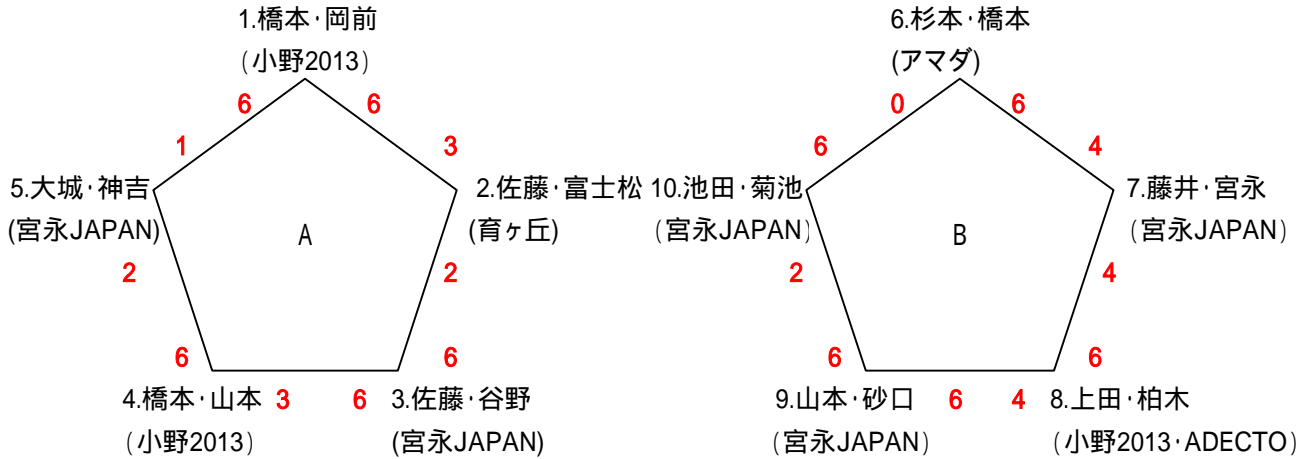 1.橋本·岡前
(小野2013)
6.杉本·橋本
(アマダ)
6 6
0 6
1 3
6 4
5.大城·神吉
(宮永JAPAN)
2.佐藤·富士松
(育ヶ丘)
10.池田·菊池
(宮永JAPAN)
7.藤井·宮永
(宮永JAPAN)
A
B
2 2
2 4
6 6
6 6
4.橋本·山本 3 6 3.佐藤·谷野
(小野2013) (宮永JAPAN)
9.山本·砂口 6 4 8.上田·柏木
(宮永JAPAN) (小野2013·ADECTO)